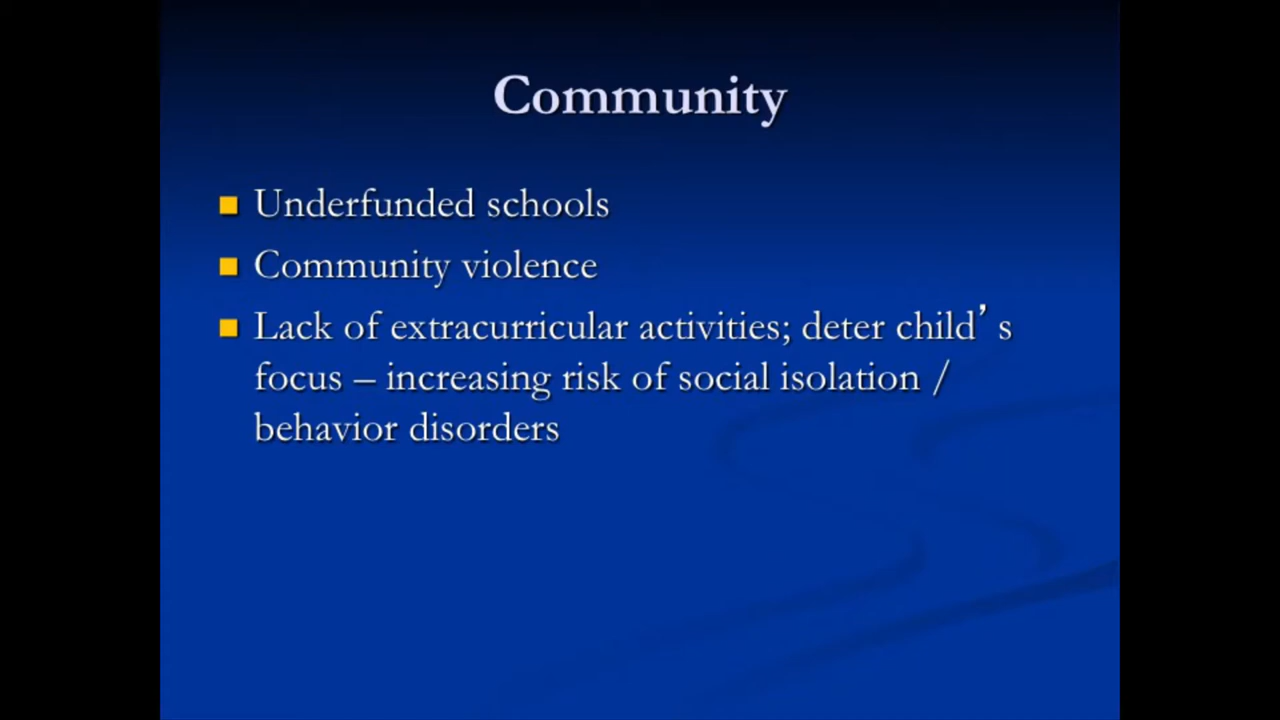 Community
Underfunded schools
Community violence
Lack of extracurricular activities; deter child’ s
focus – increasing risk of social isolation /
behavior disorders